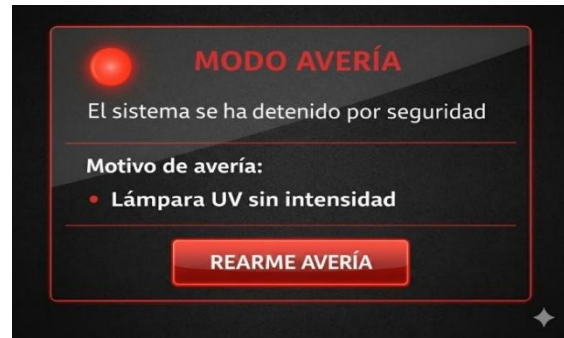 MODO AVERÍA
El sistema se ha detenido por seguridad
Motivo de avería:
• Lámpara UV sin intensidad
REARME AVERÍA